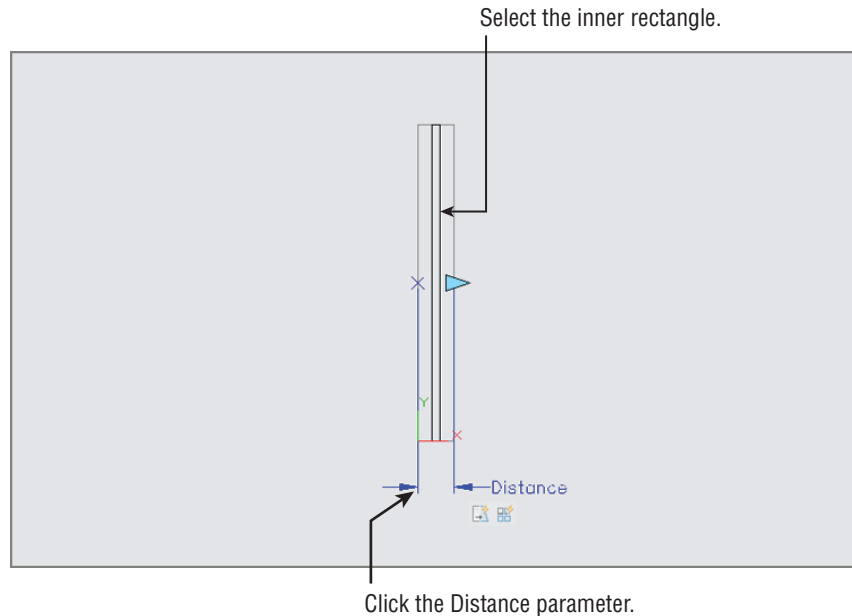 Select the inner rectangle.
Y
X
Distance
Click the Distance parameter.